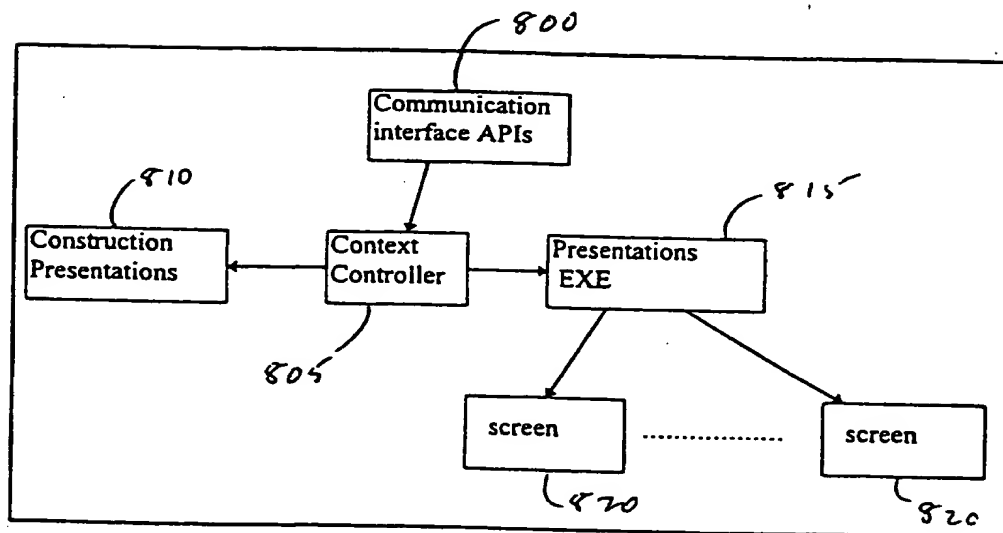 800
Communication
interface APIs
810
815
Construction
Presentations
Context
Controller
Presentations
EXE
805
screen
screen
820
820